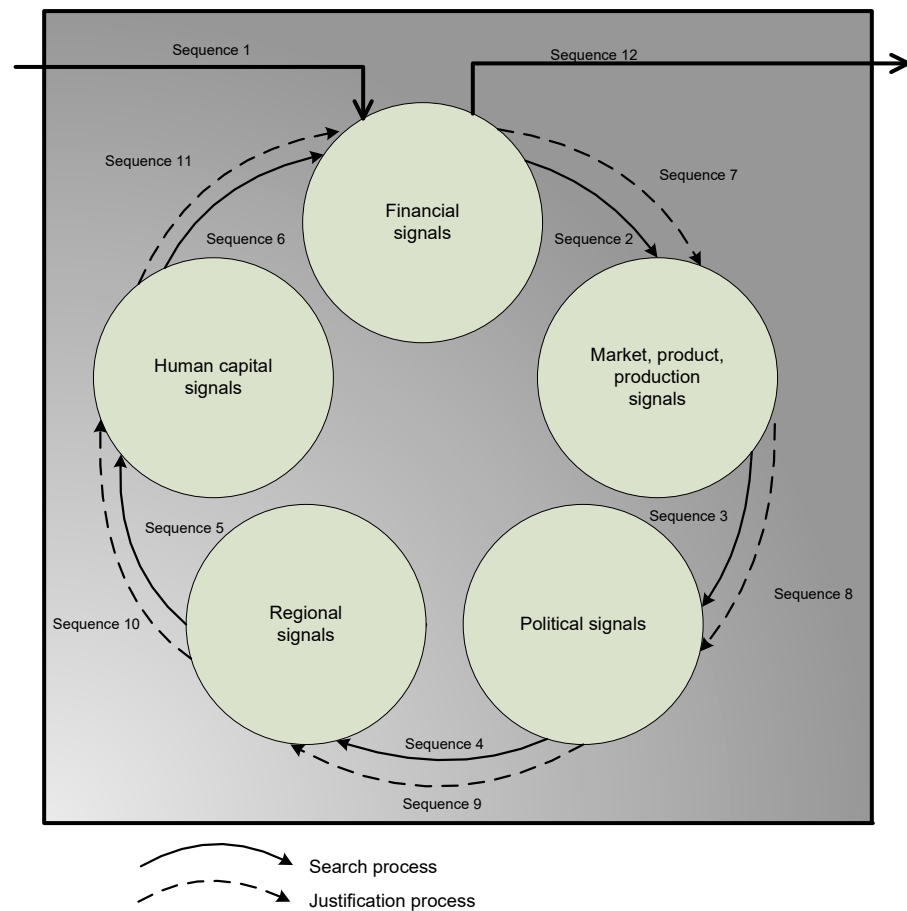 Sequence 1
Sequence 12
Sequence 11
Sequence 7
Financial
signals
Sequence 6
Sequence 2
Human capital
signals
Market, product,
production
signals
Sequence 5
Sequence 3
Sequence 10
Sequence 8
Regional
signals
Political signals
Sequence 4
Sequence 9
Search process
Justification process